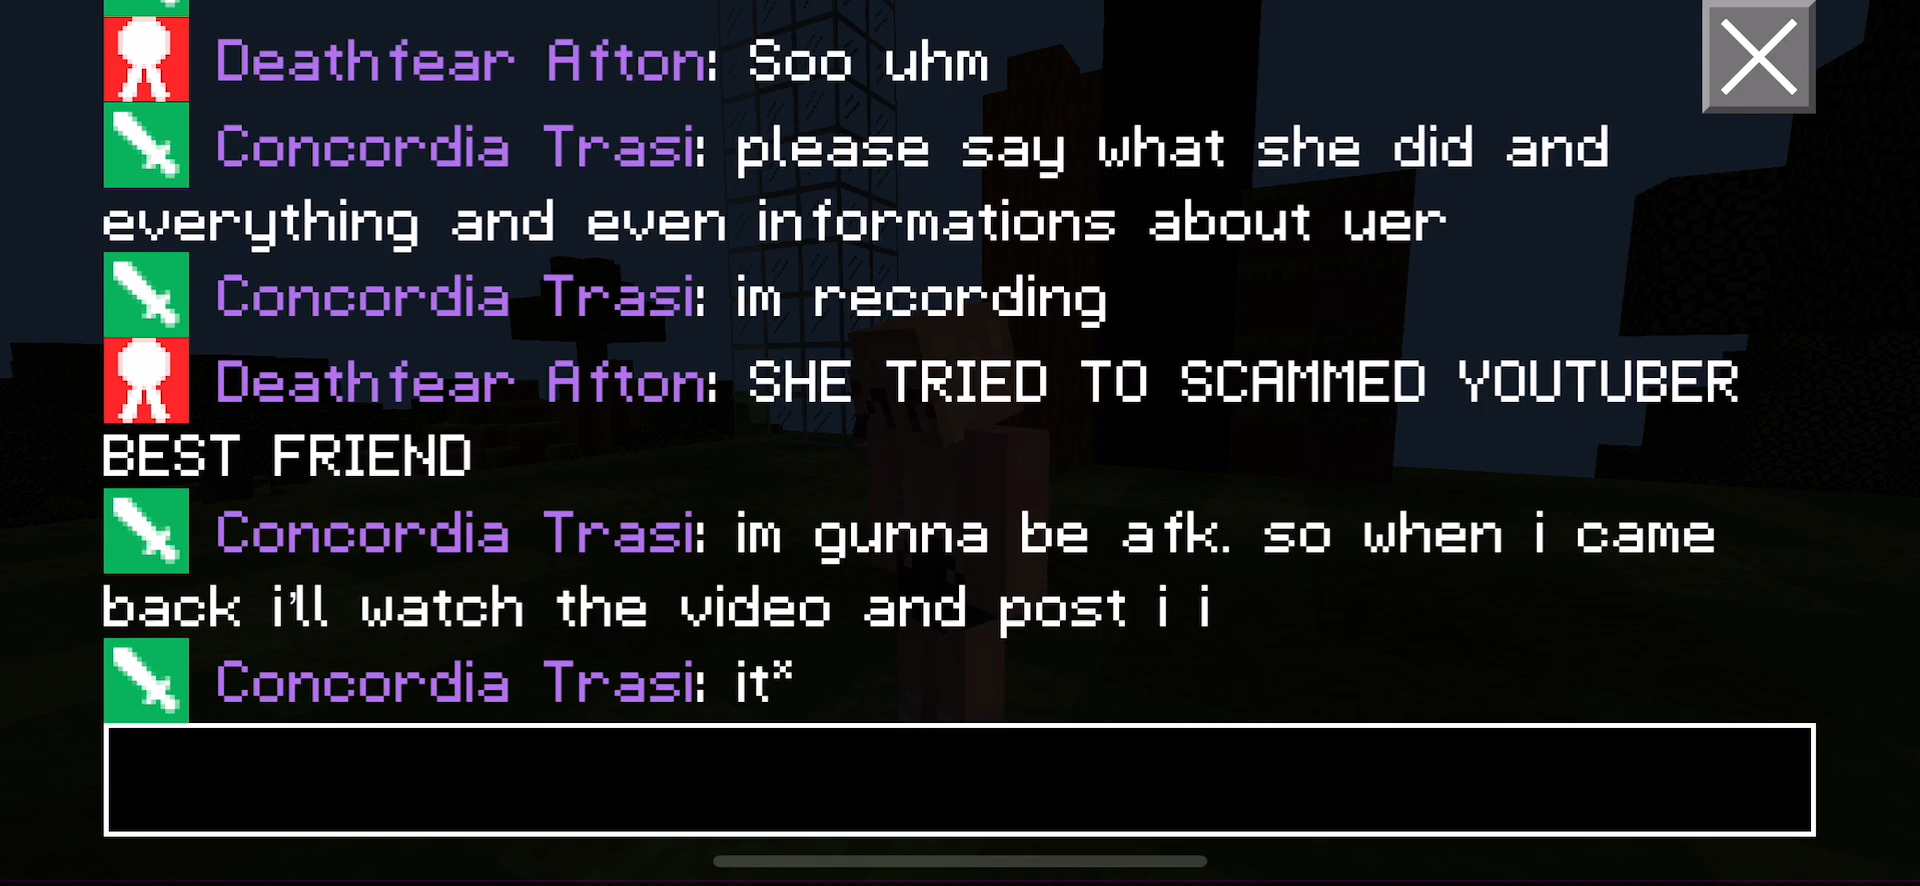 Deathfear Afton: Soo uhm
Concordia Trasi: please say what she did and
everything and even informations about uer
Concordia Trasi: im recording
Deathfear Afton: SHE TRIED TO SCAMMED YOUTUBER
BEST FRIEND
Concordia Trasi: im gunna be afk. so when i came
back i'll watch the video and post i i
Concordia Trasi: it*